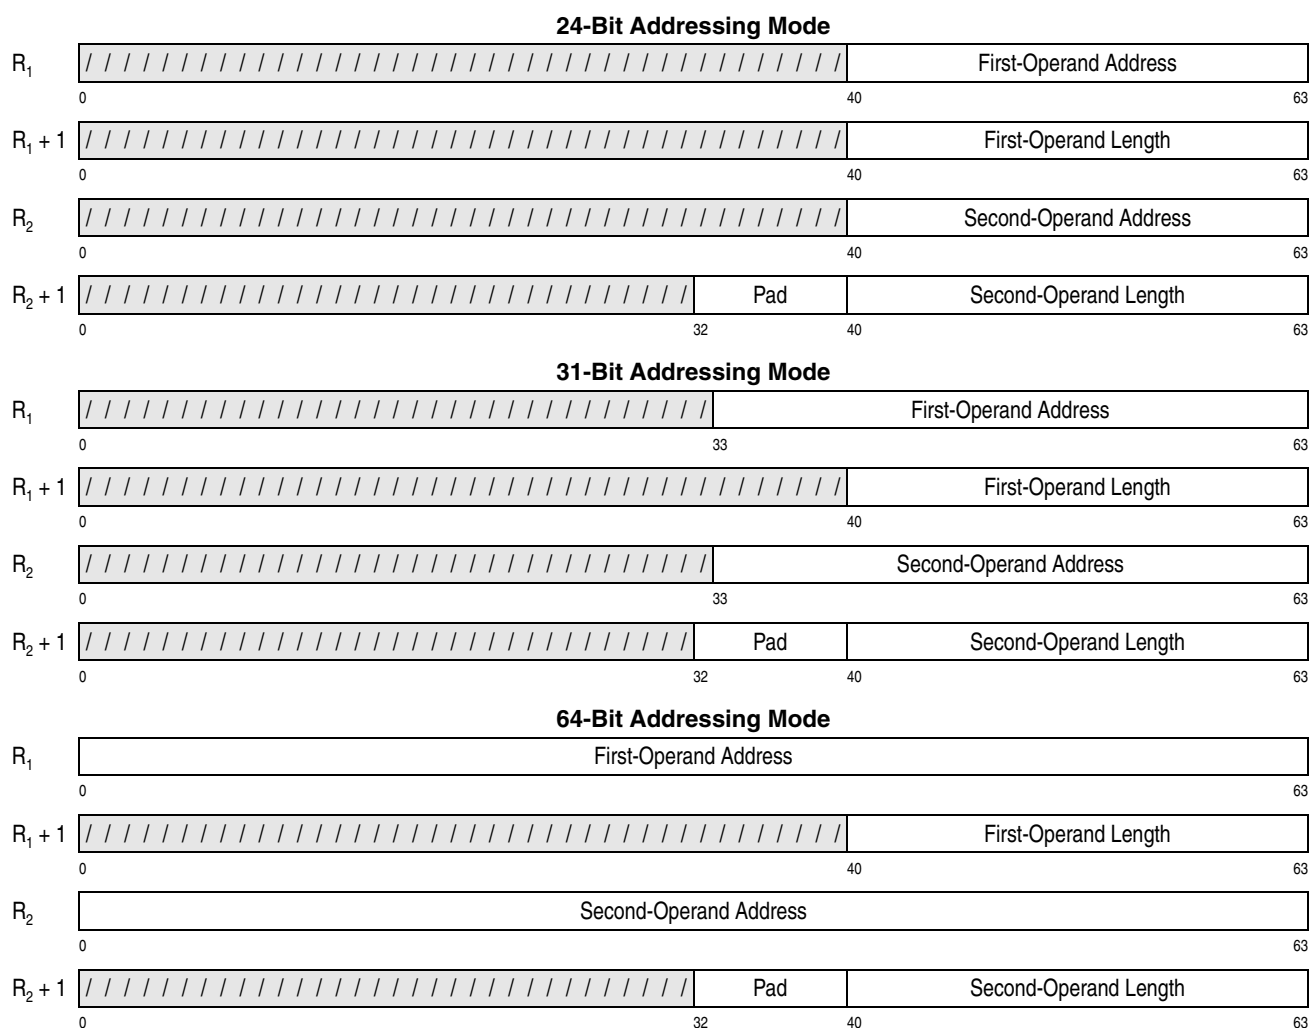 24-Bit Addressing Mode
R₁ / / / / / / / / / / / / / / / / / / / / / / / / / / / / / / / / / / / / / / / / First-Operand Address
0 40 63
R₁ + 1 / / / / / / / / / / / / / / / / / / / / / / / / / / / / / / / / / / / / / / / / First-Operand Length
0 40 63
R₂ / / / / / / / / / / / / / / / / / / / / / / / / / / / / / / / / / / / / / / / / Second-Operand Address
0 40 63
R₂ + 1 / / / / / / / / / / / / / / / / / / / / / / / / / / / / / / / / Pad Second-Operand Length
0 32 40 63
31-Bit Addressing Mode
R₁ / / / / / / / / / / / / / / / / / / / / / / / / / / / / / / / / / First-Operand Address
0 33 63
R₁ + 1 / / / / / / / / / / / / / / / / / / / / / / / / / / / / / / / / / / / / / / / / First-Operand Length
0 40 63
R₂ / / / / / / / / / / / / / / / / / / / / / / / / / / / / / / / / / Second-Operand Address
0 33 63
R₂ + 1 / / / / / / / / / / / / / / / / / / / / / / / / / / / / / / / / Pad Second-Operand Length
0 32 40 63
64-Bit Addressing Mode
R₁ First-Operand Address
0 63
R₁ + 1 / / / / / / / / / / / / / / / / / / / / / / / / / / / / / / / / / / / / / / / / First-Operand Length
0 40 63
R₂ Second-Operand Address
0 63
R₂ + 1 / / / / / / / / / / / / / / / / / / / / / / / / / / / / / / / / Pad Second-Operand Length
0 32 40 63